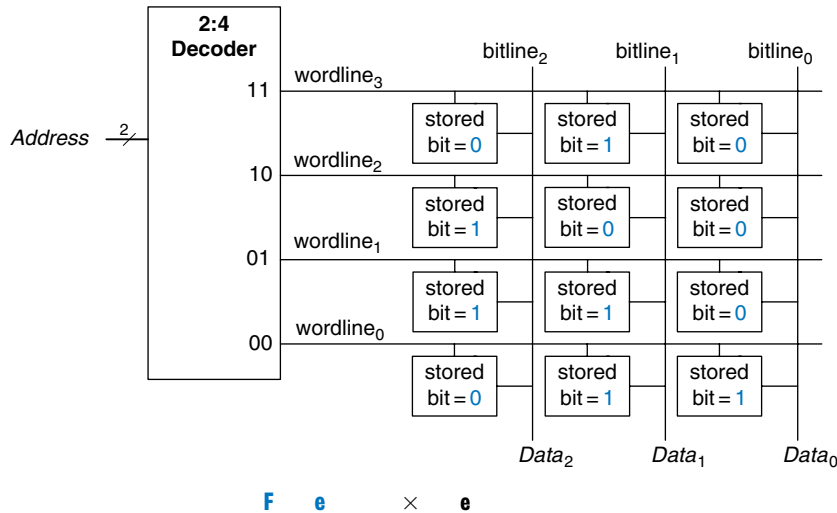 2:4
Decoder
bitline2 bitline1 bitline0
wordline3
11
stored bit = 0
stored bit = 1
stored bit = 0
Address 2
wordline2
10
stored bit = 1
stored bit = 0
stored bit = 0
wordline1
01
stored bit = 1
stored bit = 1
stored bit = 0
wordline0
00
stored bit = 0
stored bit = 1
stored bit = 1
Data2 Data1 Data0
F e × e